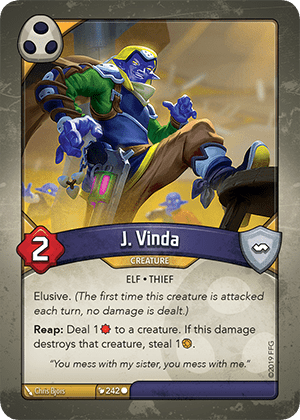 J. Vinda
2
CREATURE
ELF • THIEF
Elusive. (The first time this creature is attacked
each turn, no damage is dealt.)
Reap: Deal 1 to a creature. If this damage
destroys that creature, steal 1.
“You mess with my sister, you mess with me.”
©2019 FFG
Chris Bjors
242